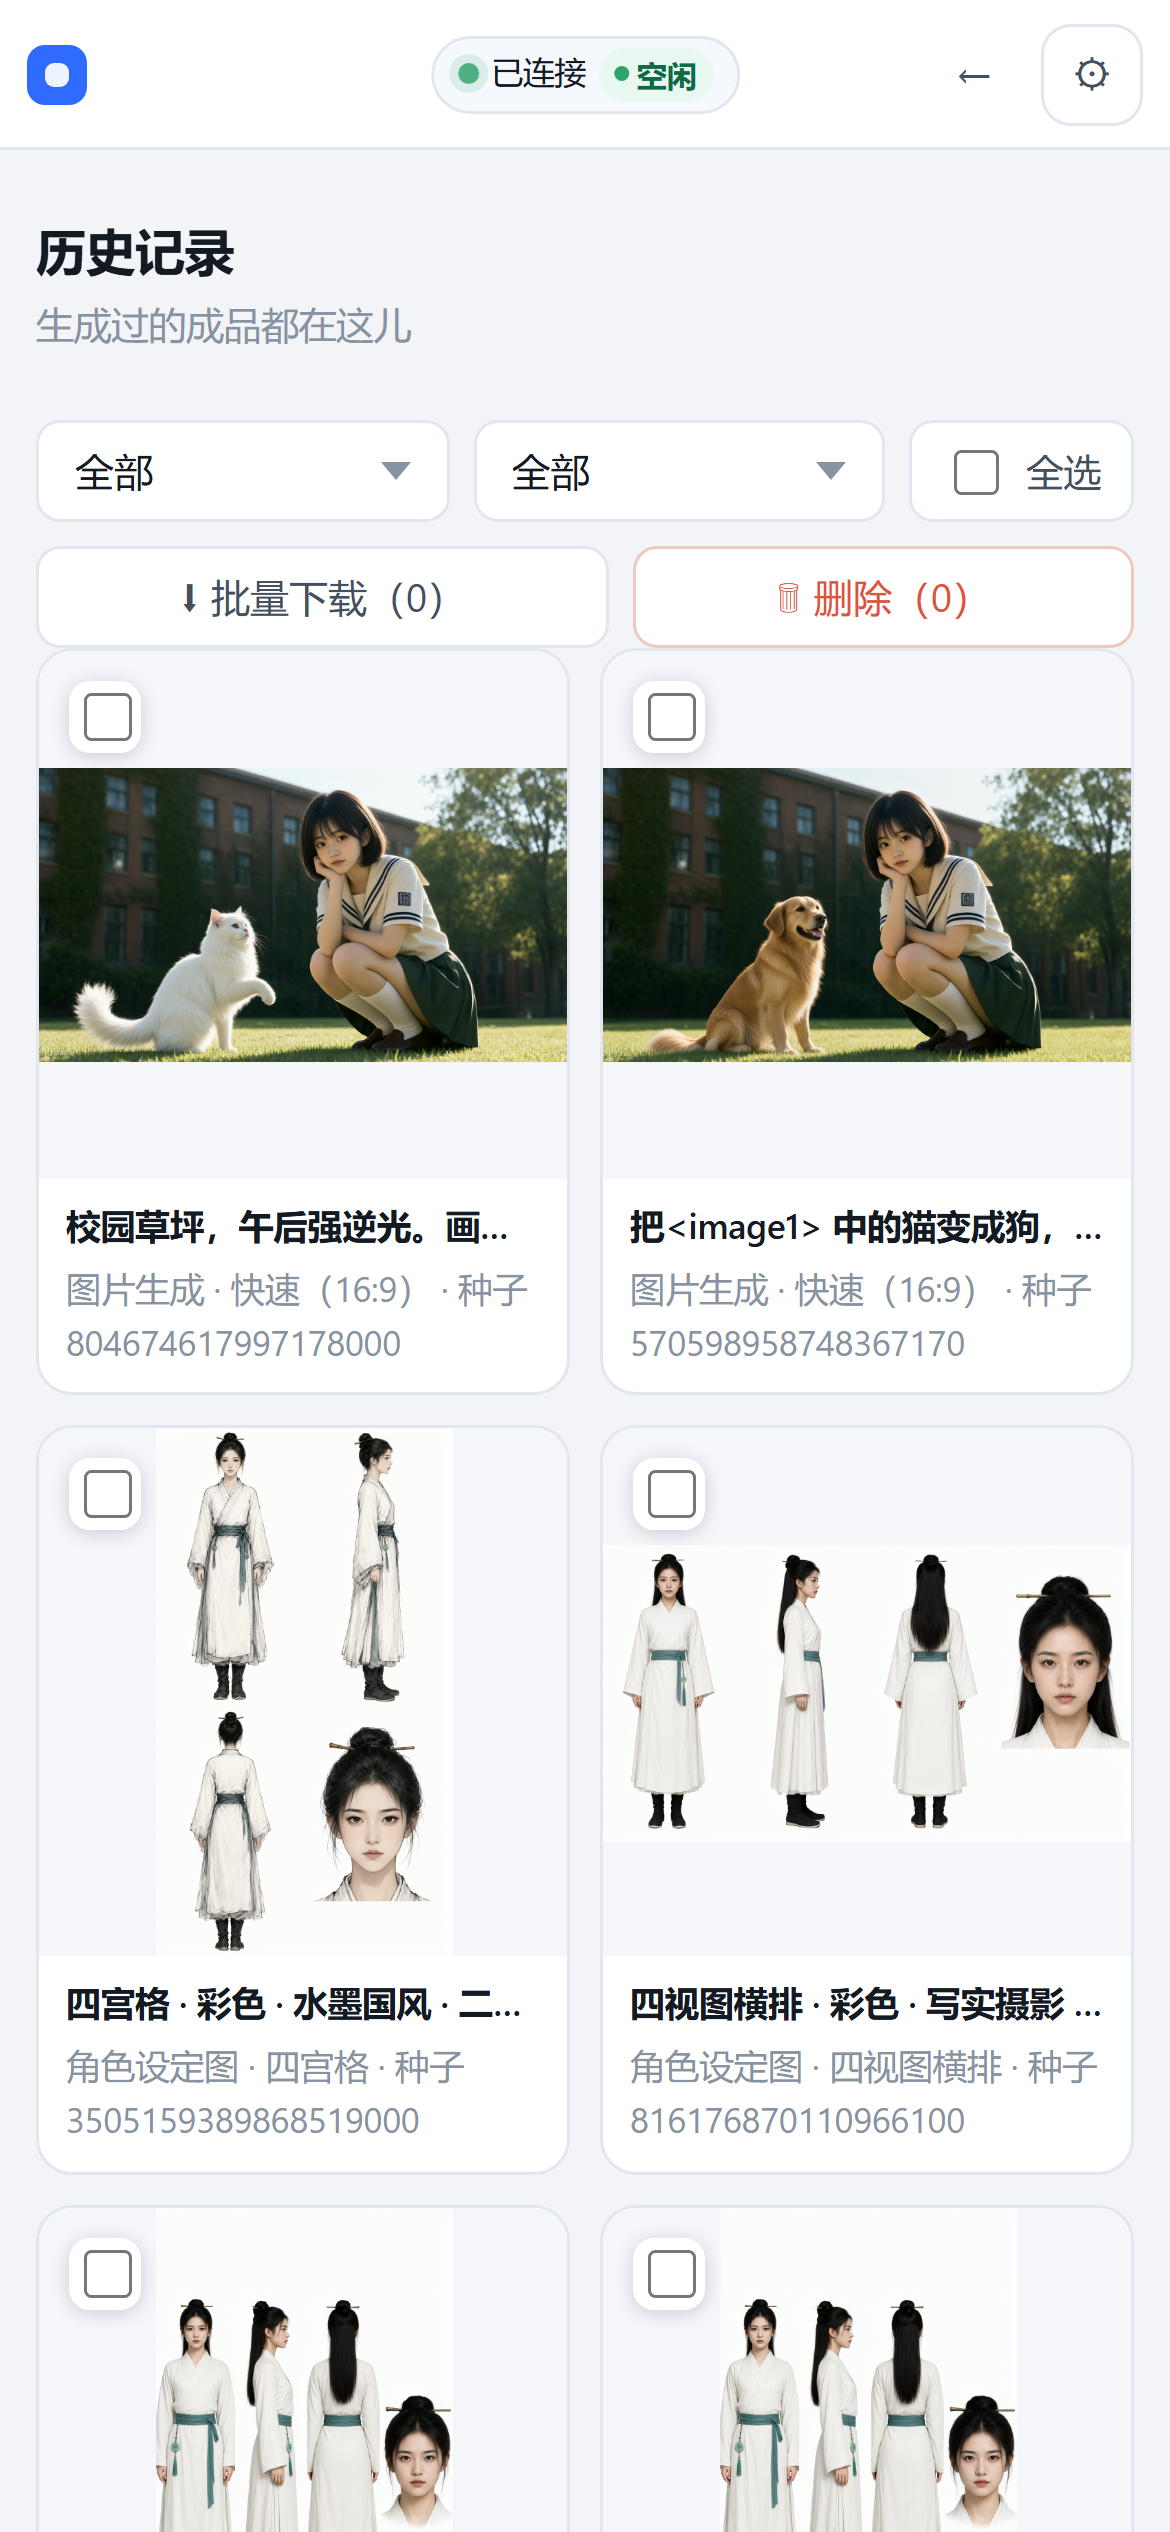 已连接 空闲
历史记录
生成过的成品都在这儿
全部 全部 全选
批量下载（0） 删除（0）
校园草坪，午后强逆光。画...
图片生成 · 快速（16:9） · 种子
804674617997178000
把<image1> 中的猫变成狗，...
图片生成 · 快速（16:9） · 种子
570598958748367170
四宫格 · 彩色 · 水墨国风 · 二...
角色设定图 · 四宫格 · 种子
3505159389868519000
四视图横排 · 彩色 · 写实摄影 ...
角色设定图 · 四视图横排 · 种子
816176870110966100